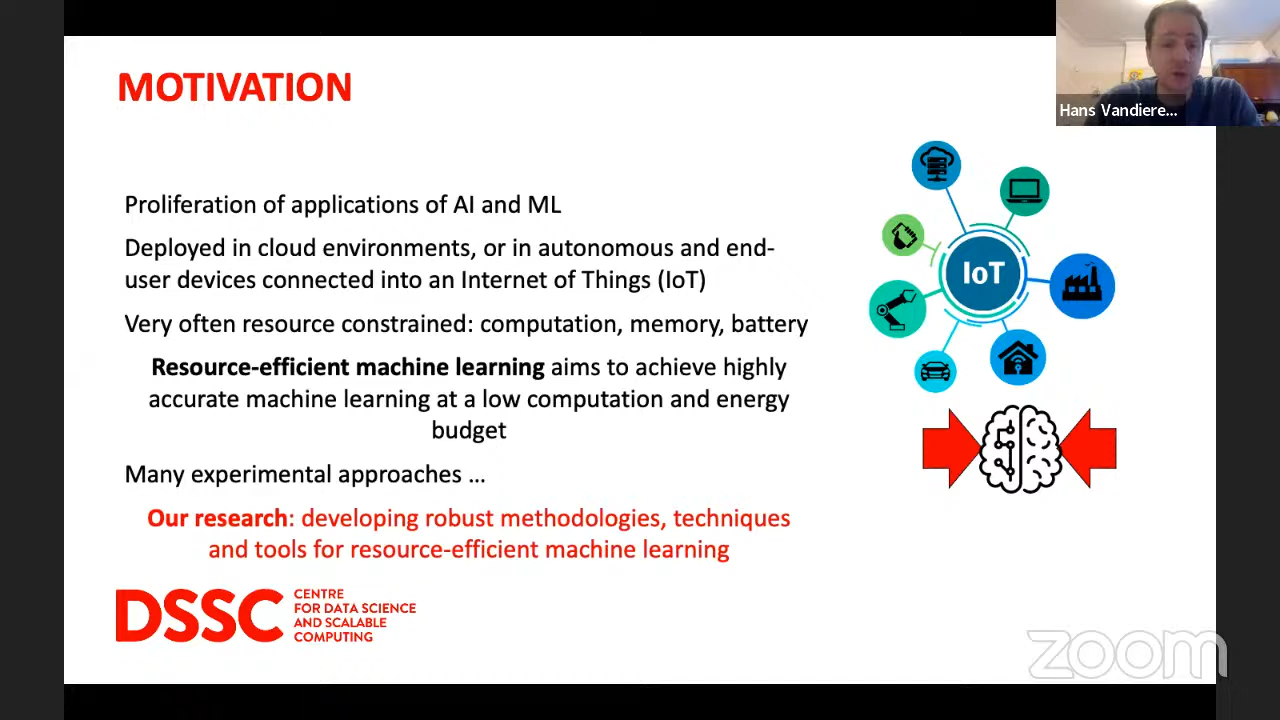 MOTIVATION
Hans Vandiere...
Proliferation of applications of AI and ML
Deployed in cloud environments, or in autonomous and end-
user devices connected into an Internet of Things (IoT)
Very often resource constrained: computation, memory, battery
Resource-efficient machine learning aims to achieve highly
accurate machine learning at a low computation and energy
budget
Many experimental approaches …
Our research: developing robust methodologies, techniques
and tools for resource-efficient machine learning
IoT
DSSC
CENTRE
FOR DATA SCIENCE
AND SCALABLE
COMPUTING
zoom